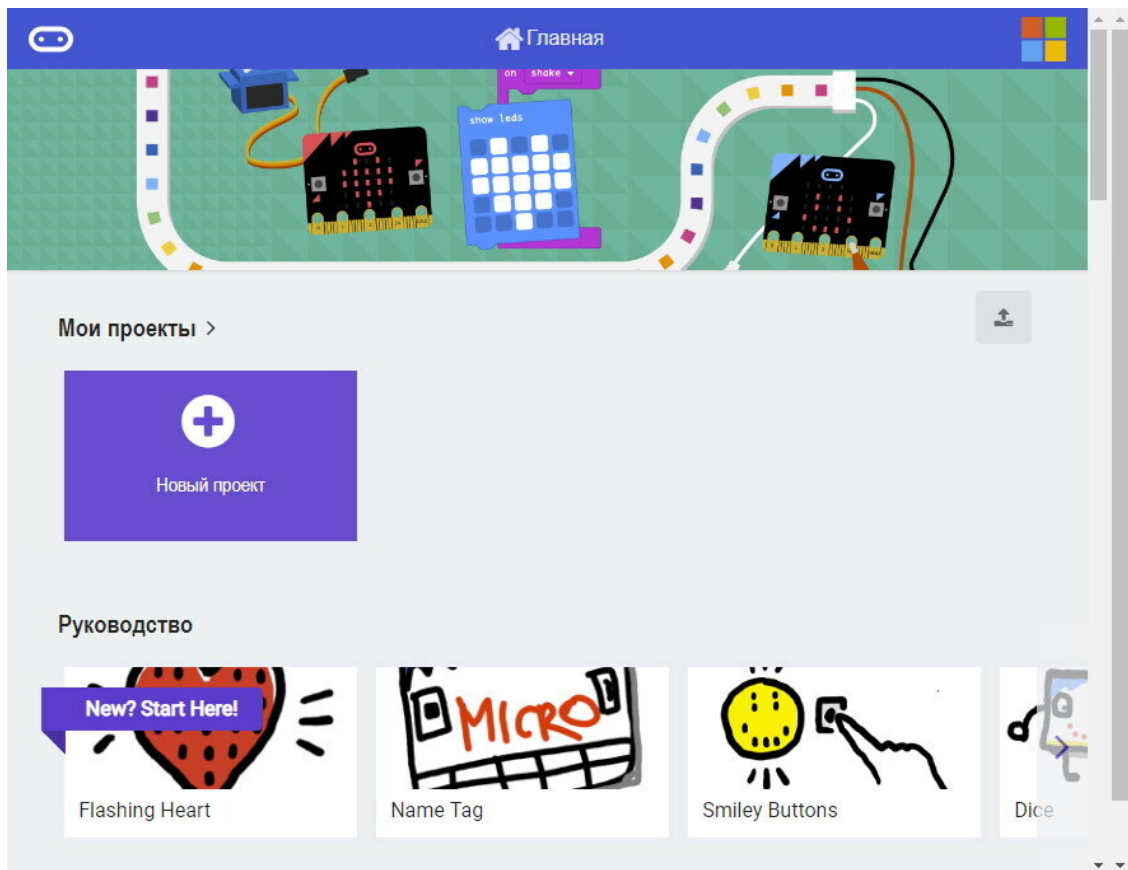 Главная
on shake
show leds
Мои проекты >
Новый проект
Руководство
New? Start Here!
MICRO
Flashing Heart
Name Tag
Smiley Buttons
Dice